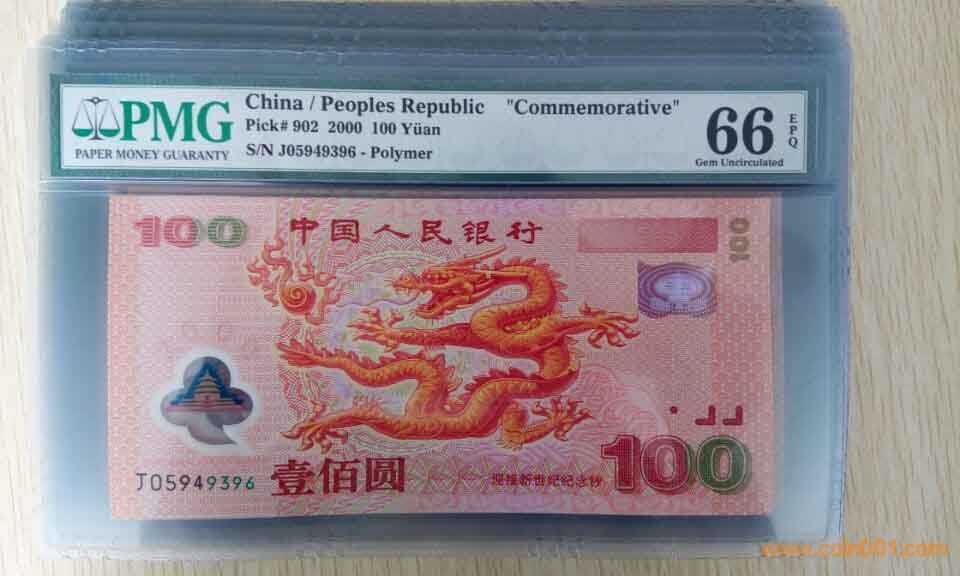 PMG
PAPER MONEY GUARANTY
China / Peoples Republic "Commemorative"
Pick# 902 2000 100 Yüan
S/N J05949396 - Polymer
66
EPQ
Gem Uncirculated
100
中国人民银行
100
J05949396
壹佰圆
迎接新世纪纪念钞
100
www.coin001.com